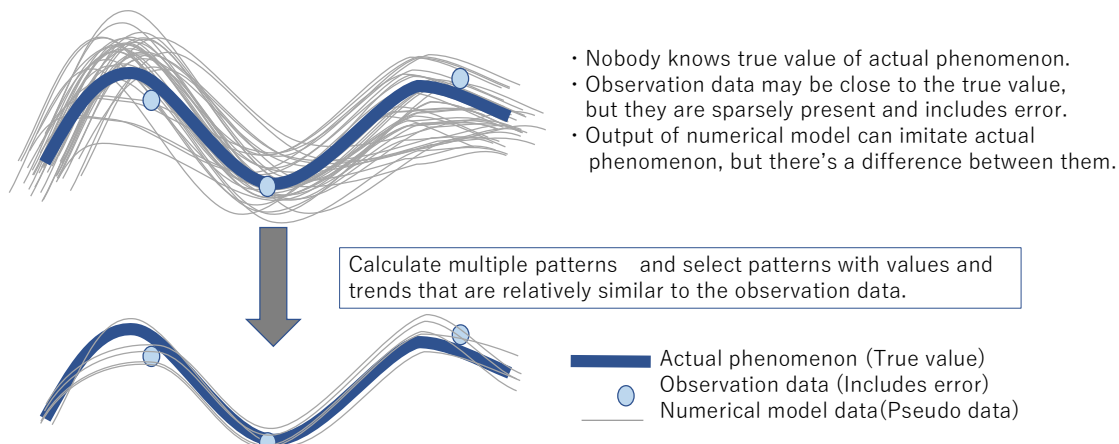 ・Nobody knows true value of actual phenomenon.
・Observation data may be close to the true value,
but they are sparsely present and includes error.
・Output of numerical model can imitate actual
phenomenon, but there's a difference between them.
Calculate multiple patterns　and select patterns with values and
trends that are relatively similar to the observation data.
Actual phenomenon (True value)
Observation data (Includes error)
Numerical model data(Pseudo data)